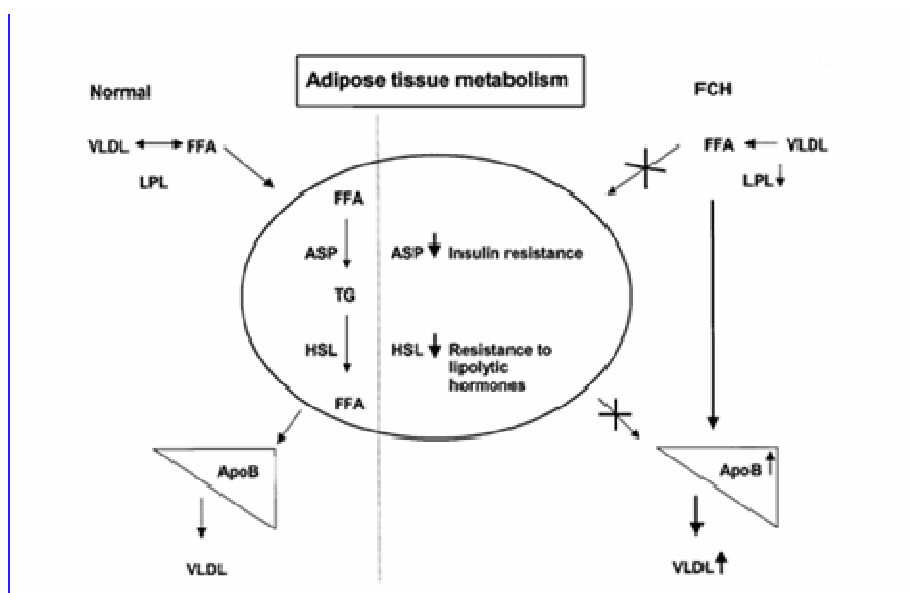 Adipose tissue metabolism
Normal
FCH
VLDL ↔ FFA
FFA ← VLDL
LPL
LPL ↓
FFA
ASP
ASP ↓ Insulin resistance
TG
HSL
HSL ↓ Resistance to
lipolytic
hormones
FFA
ApoB
ApoB ↑
VLDL
VLDL ↑